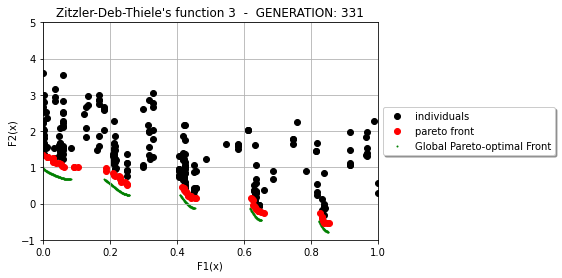 Zitzler-Deb-Thiele's function 3 - GENERATION: 331
5
4
3
2
1
0
−1
F2(x)
0.0 0.2 0.4 0.6 0.8 1.0
F1(x)
individuals
pareto front
Global Pareto-optimal Front